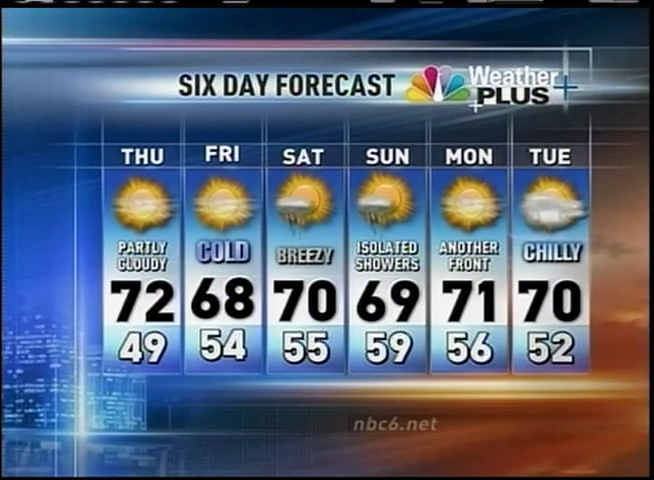 SIX DAY FORECAST
Weather
PLUS
THU FRI SAT SUN MON TUE
PARTLY CLOUDY
COLD
BREEZY
ISOLATED SHOWERS
ANOTHER FRONT
CHILLY
72 68 70 69 71 70
49 54 55 59 56 52
nbc6.net